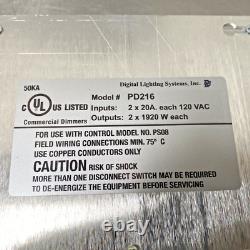 50KA
Digital Lighting Systems, Inc.
C UL US LISTED
Commercial Dimmers
Model # PD216
Inputs: 2 x 20A. each 120 VAC
Outputs: 2 x 1920 W each
FOR USE WITH CONTROL MODEL NO. PS08
FIELD WIRING CONNECTIONS MIN. 75° C
USE COPPER CONDUCTORS ONLY
CAUTION RISK OF SHOCK
MORE THAN ONE DISCONNECT SWITCH MAY BE REQUIRED
TO DE-ENERGIZE THE EQUIPMENT BEFORE SERVICING